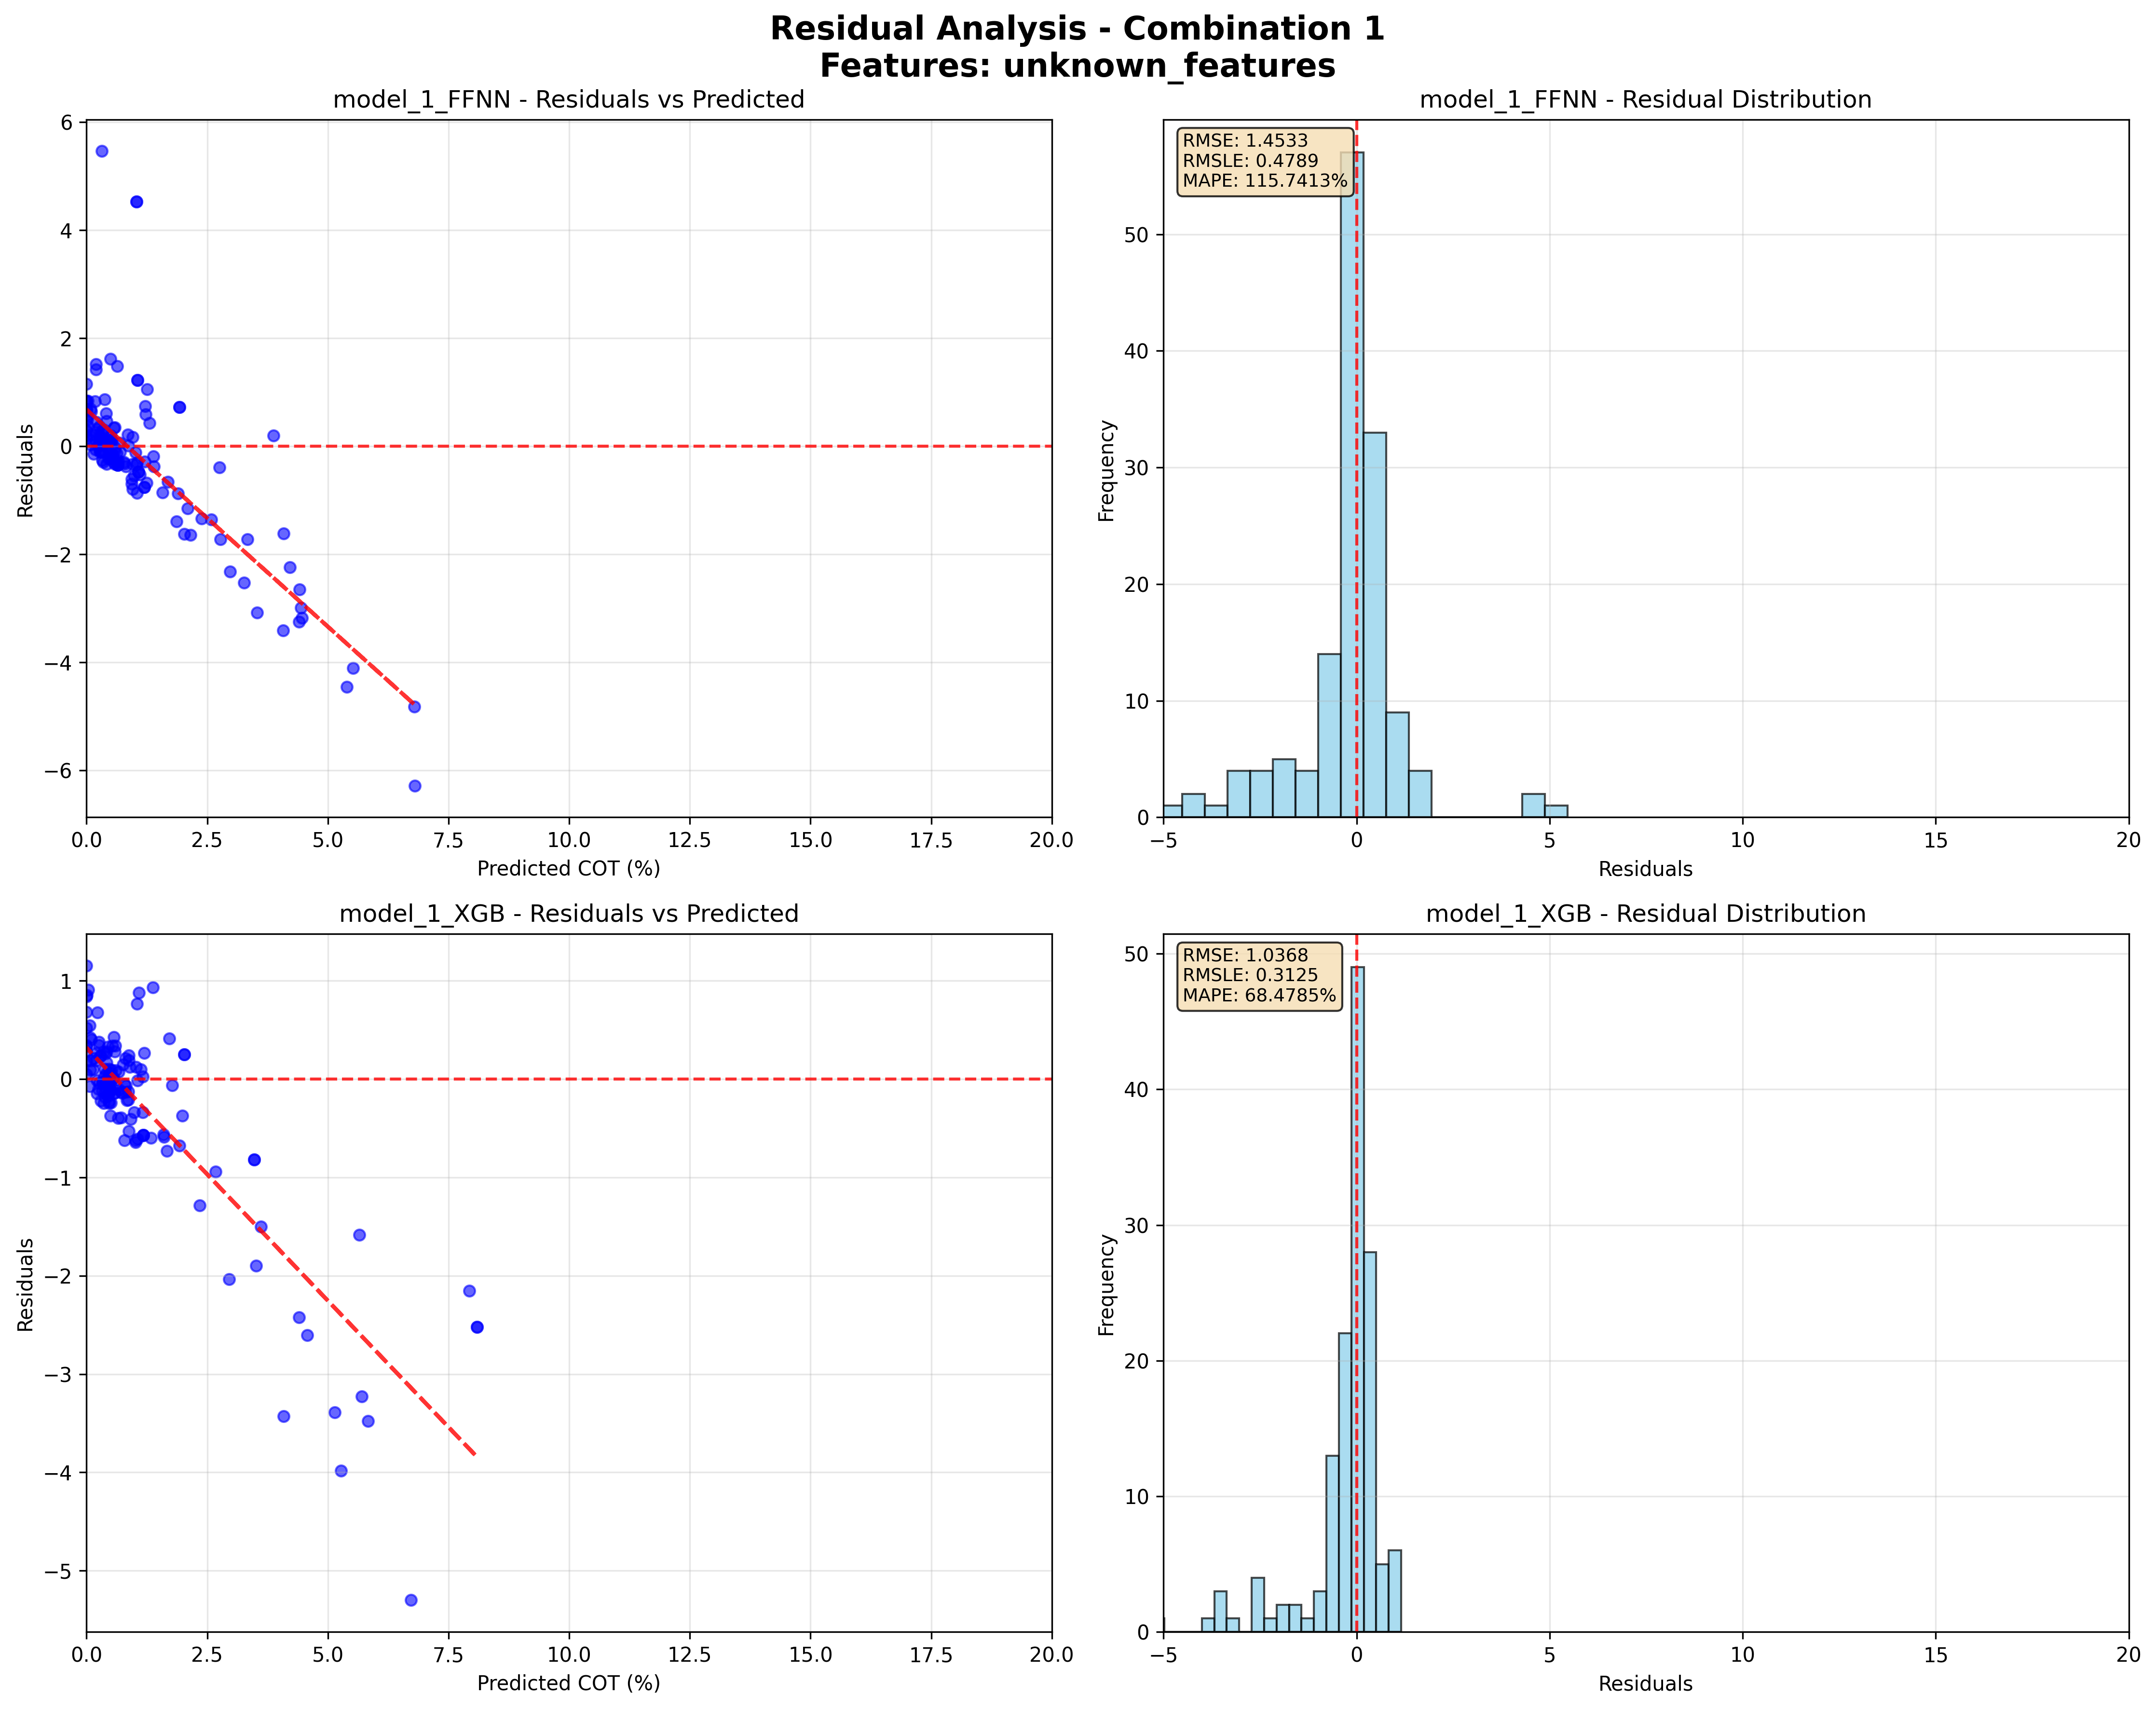 Residual Analysis - Combination 1
Features: unknown_features
model_1_FFNN - Residuals vs Predicted
6
4
2
0
−2
−4
−6
Residuals
0.0 2.5 5.0 7.5 10.0 12.5 15.0 17.5 20.0
Predicted COT (%)
model_1_FFNN - Residual Distribution
RMSE: 1.4533
RMSLE: 0.4789
MAPE: 115.7413%
50
40
30
20
10
0
Frequency
−5 0 5 10 15 20
Residuals
model_1_XGB - Residuals vs Predicted
1
0
−1
−2
−3
−4
−5
Residuals
0.0 2.5 5.0 7.5 10.0 12.5 15.0 17.5 20.0
Predicted COT (%)
model_1_XGB - Residual Distribution
RMSE: 1.0368
RMSLE: 0.3125
MAPE: 68.4785%
50
40
30
20
10
0
Frequency
−5 0 5 10 15 20
Residuals